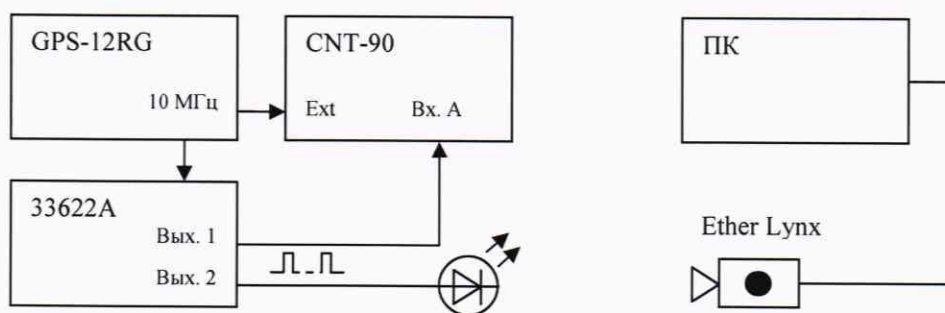 GPS-12RG
CNT-90
ПК
10 МГц
Ext
Вх. А
33622A
Вых. 1
Вых. 2
Ether Lynx